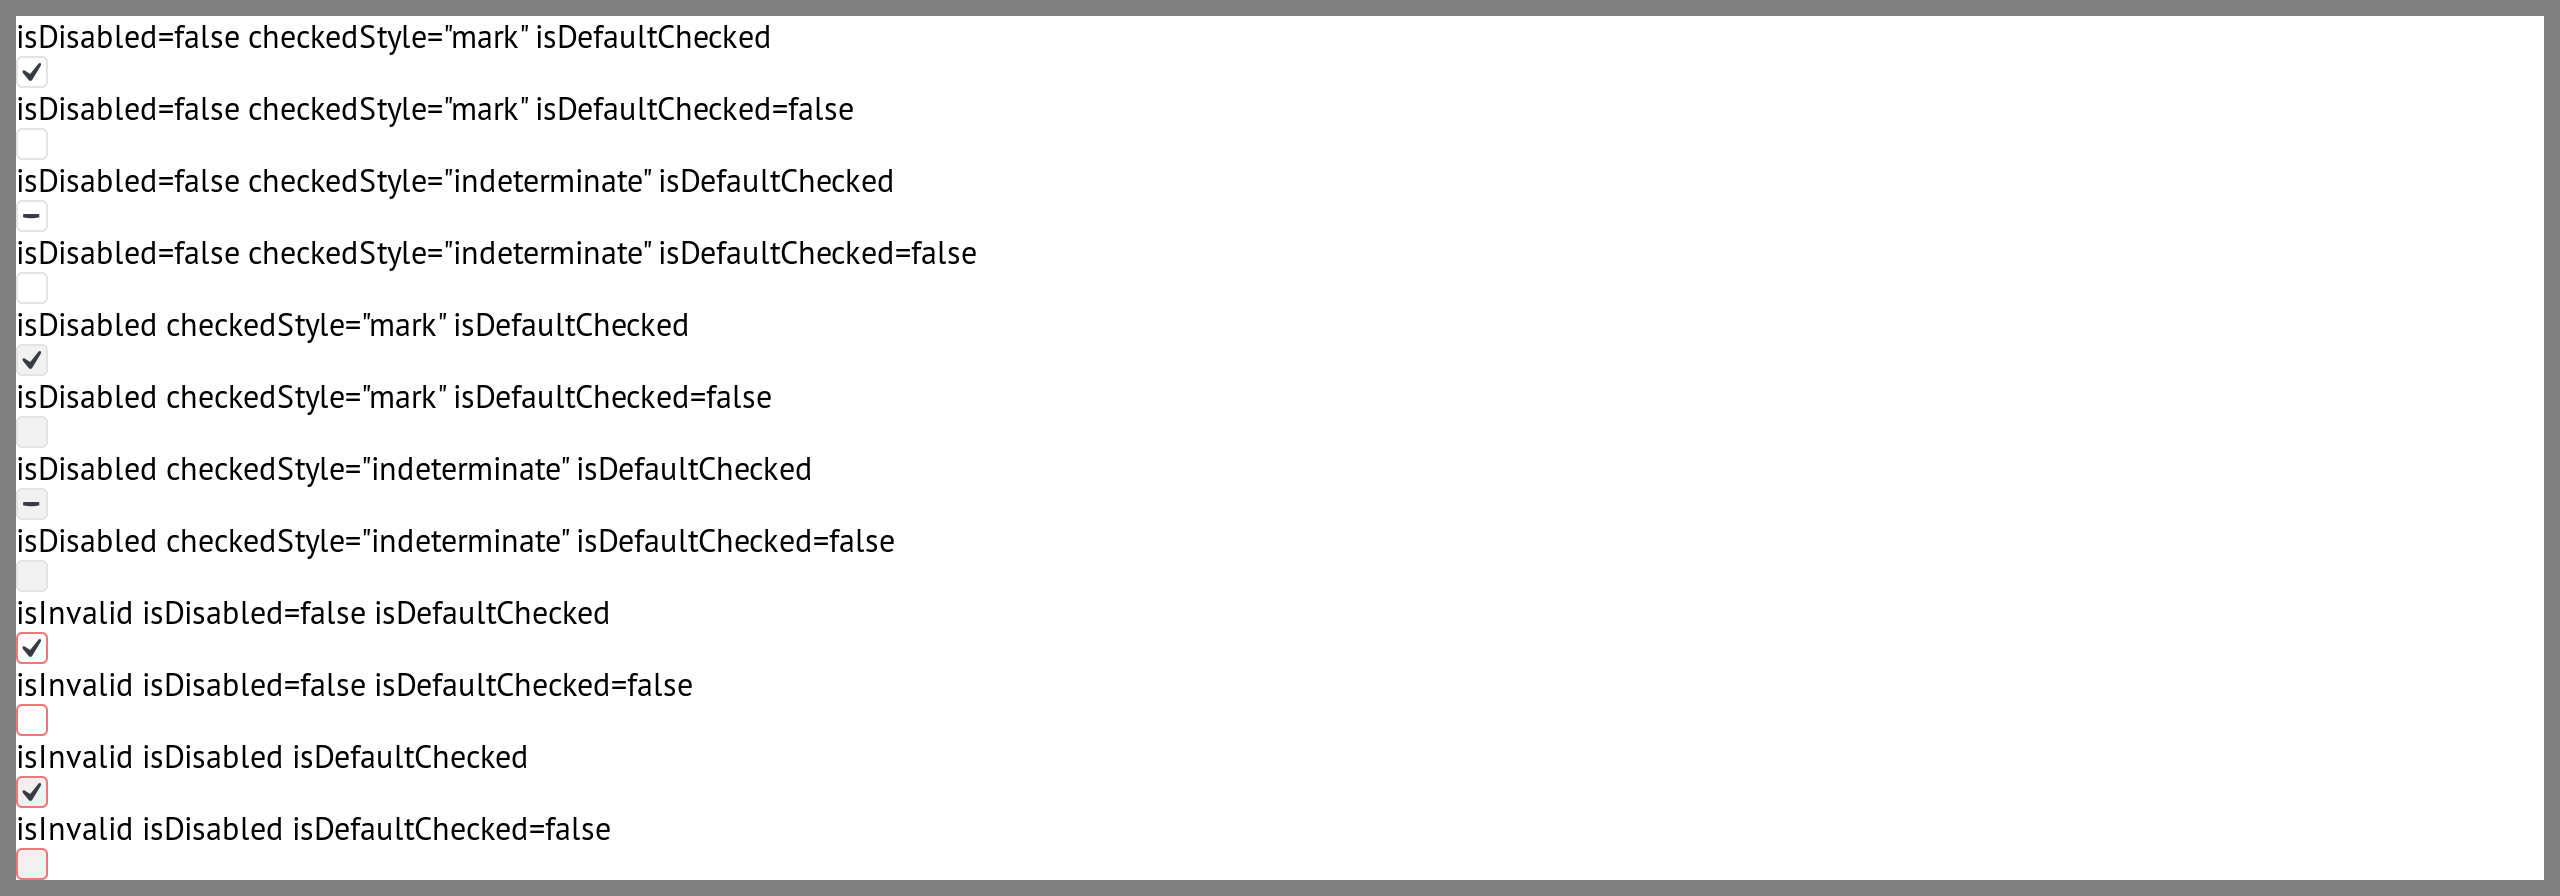 isDisabled=false checkedStyle="mark" isDefaultChecked
isDisabled=false checkedStyle="mark" isDefaultChecked=false
isDisabled=false checkedStyle="indeterminate" isDefaultChecked
isDisabled=false checkedStyle="indeterminate" isDefaultChecked=false
isDisabled checkedStyle="mark" isDefaultChecked
isDisabled checkedStyle="mark" isDefaultChecked=false
isDisabled checkedStyle="indeterminate" isDefaultChecked
isDisabled checkedStyle="indeterminate" isDefaultChecked=false
isInvalid isDisabled=false isDefaultChecked
isInvalid isDisabled=false isDefaultChecked=false
isInvalid isDisabled isDefaultChecked
isInvalid isDisabled isDefaultChecked=false